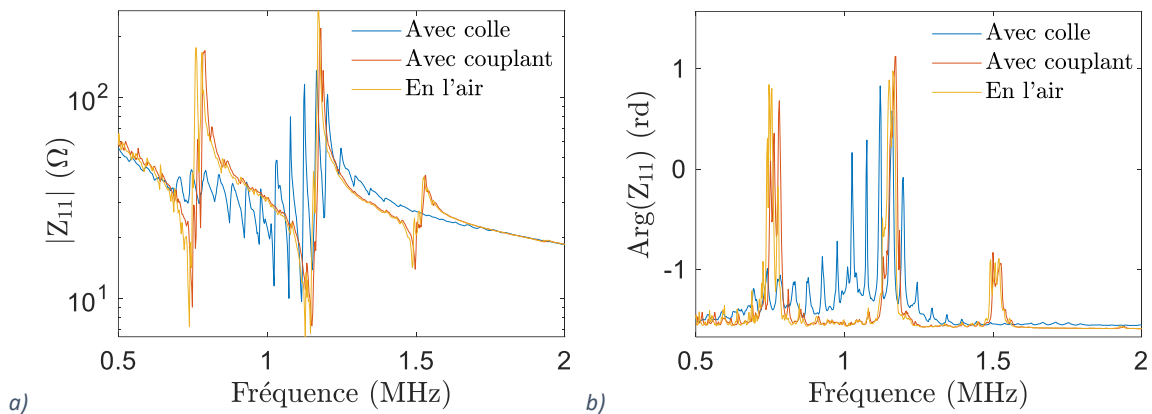 Avec colle
Avec couplant
En l'air
10²
10¹
|Z₁₁| (Ω)
0.5 1 1.5 2
Fréquence (MHz)
a)
Avec colle
Avec couplant
En l'air
1
0
-1
Arg(Z₁₁) (rd)
0.5 1 1.5 2
Fréquence (MHz)
b)